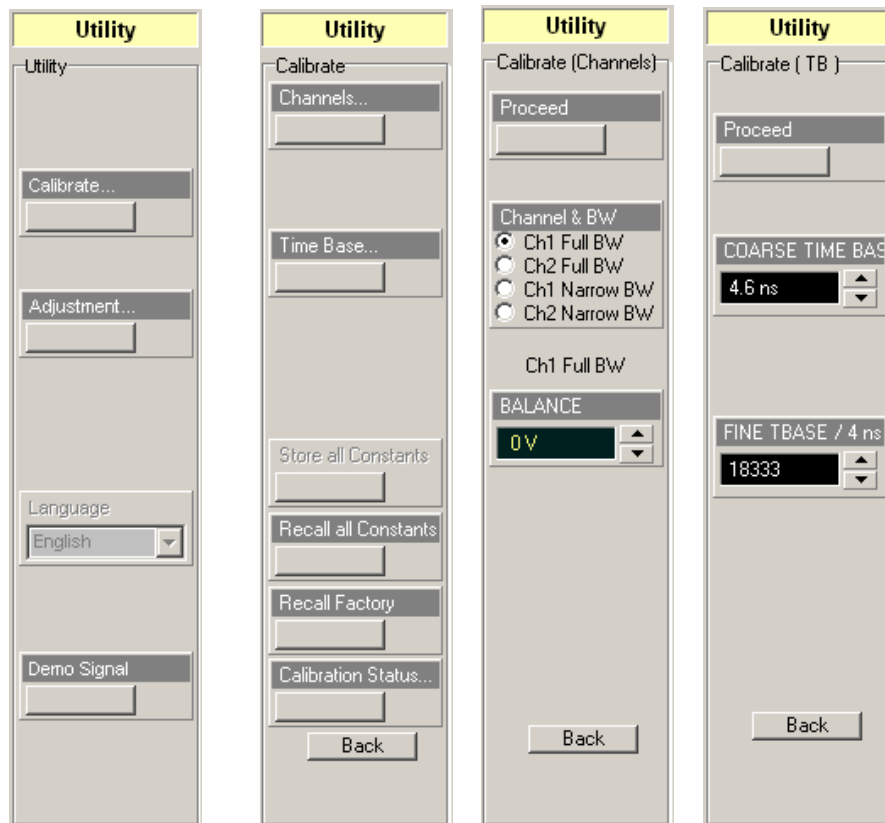 Utility
Utility
Calibrate...
Adjustment...
Language
English
Demo Signal
Utility
Calibrate
Channels...
Time Base...
Store all Constants
Recall all Constants
Recall Factory
Calibration Status...
Back
Utility
Calibrate (Channels)
Proceed
Channel & BW
Ch1 Full BW
Ch2 Full BW
Ch1 Narrow BW
Ch2 Narrow BW
Ch1 Full BW
BALANCE
0 V
Back
Utility
Calibrate ( TB )
Proceed
COARSE TIME BAS
4.6 ns
FINE TBASE / 4 ns
18333
Back